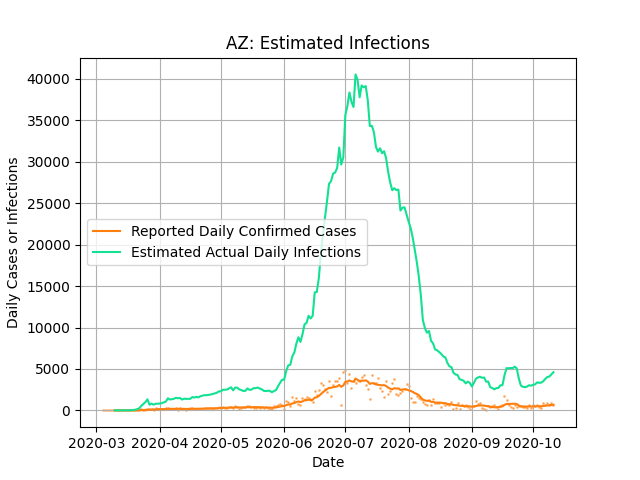 AZ: Estimated Infections
40000
35000
30000
25000
20000
15000
10000
5000
0
Daily Cases or Infections
Reported Daily Confirmed Cases
Estimated Actual Daily Infections
2020-03 2020-04 2020-05 2020-06 2020-07 2020-08 2020-09 2020-10
Date